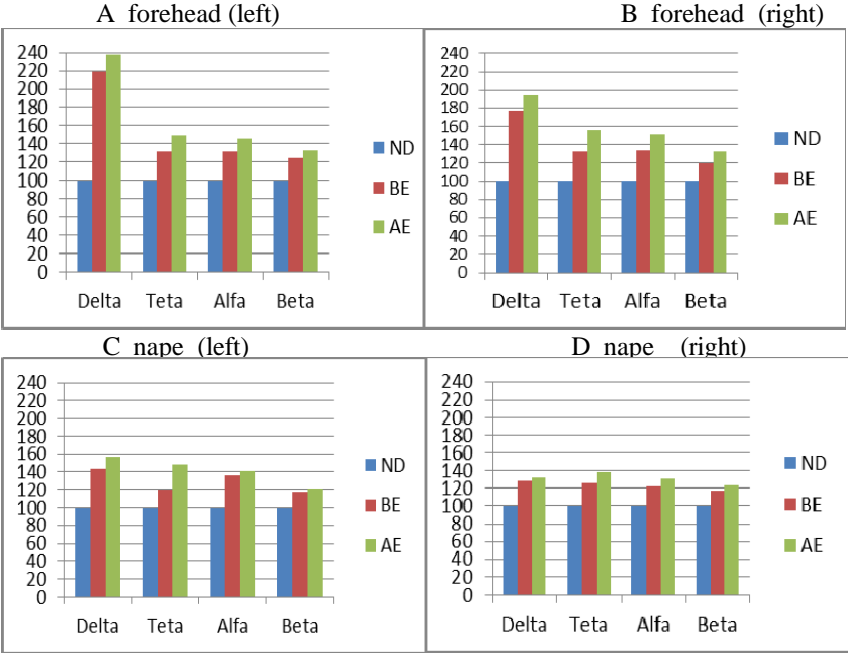 A forehead (left)
B forehead (right)
240
220
200
180
160
140
120
100
80
60
40
20
0
Delta Teta Alfa Beta
ND
BE
AE
240
220
200
180
160
140
120
100
80
60
40
20
0
Delta Teta Alfa Beta
ND
BE
AE
C nape (left)
D nape (right)
240
220
200
180
160
140
120
100
80
60
40
20
0
Delta Teta Alfa Beta
ND
BE
AE
240
220
200
180
160
140
120
100
80
60
40
20
0
Delta Teta Alfa Beta
ND
BE
AE